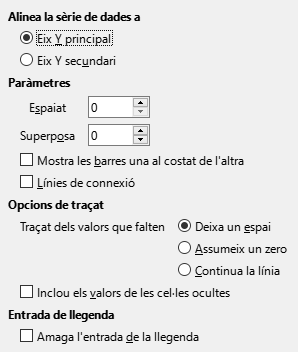 Alinea la sèrie de dades a
Eix Y principal
Eix Y secundari
Paràmetres
Espaiat 0
Superposa 0
Mostra les barres una al costat de l'altra
Línies de connexió
Opcions de traçat
Traçat dels valors que falten Deixa un espai
Assumeix un zero
Continua la línia
Inclou els valors de les cel·les ocultes
Entrada de llegenda
Amaga l'entrada de la llegenda